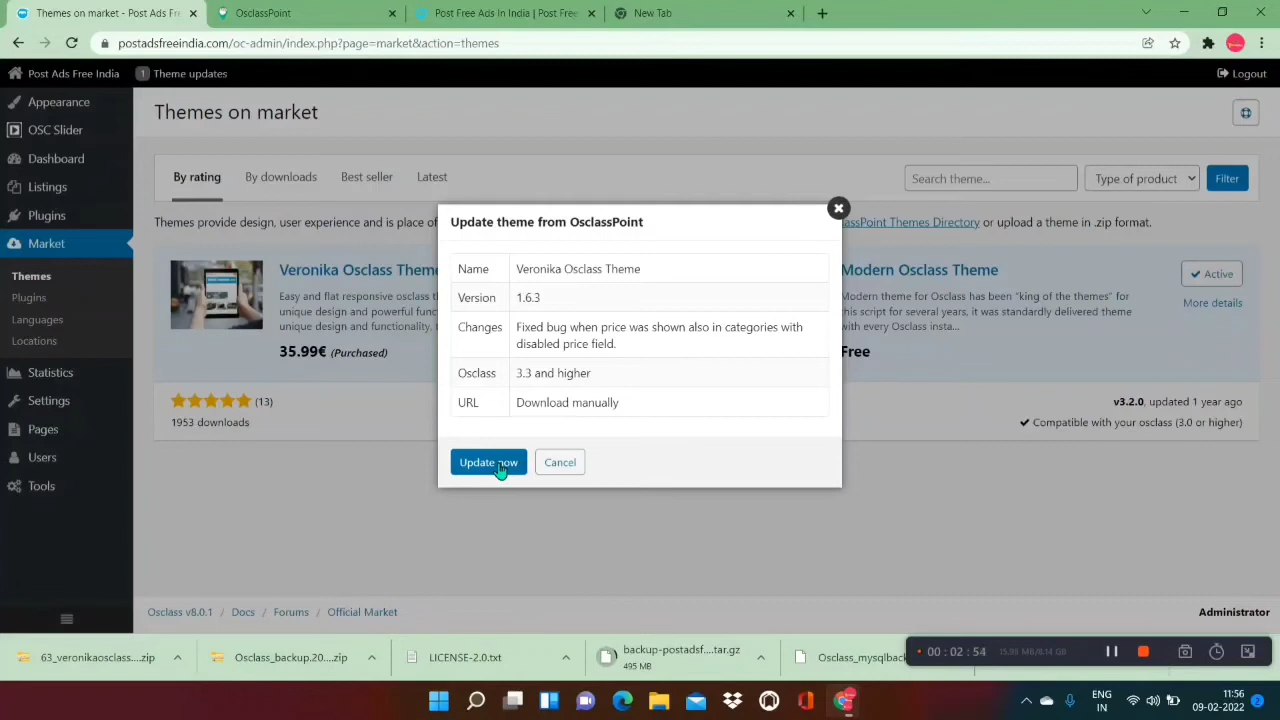 Themes on market - Post Ads Fre
OsclassPoint
Post Free Ads In India | Post Free
New Tab
postadsfreeindia.com/oc-admin/index.php?page=market&action=themes
Post Ads Free India
1 Theme updates
Logout
Appearance
OSC Slider
Dashboard
Listings
Plugins
Market
Themes
Plugins
Languages
Locations
Statistics
Settings
Pages
Users
Tools
Themes on market
By rating
By downloads
Best seller
Latest
Search theme...
Type of product
Filter
Themes provide design, user experience and is place of
assPoint Themes Directory or upload a theme in .zip format.
Veronika Osclass Theme
Easy and flat responsive osclass t
unique design and powerful func
unique design and functionality,
35.99€ (Purchased)
(13)
1953 downloads
Update theme from OsclassPoint
Name Veronika Osclass Theme
Version 1.6.3
Changes Fixed bug when price was shown also in categories with
disabled price field.
Osclass 3.3 and higher
URL Download manually
Update now
Cancel
Modern Osclass Theme
Modern theme for Osclass has been "king of the themes" for
this script for several years, it was standardly delivered theme
with every Osclass insta...
Free
Active
More details
v3.2.0, updated 1 year ago
Compatible with your osclass (3.0 or higher)
Osclass v8.0.1 / Docs / Forums / Official Market
Administrator
63_veronikaosclass....zip
Osclass_backup.20....zip
LICENSE-2.0.txt
backup-postadsf....tar.gz
495 MB
Osclass_mysqlback
00 : 02 : 54
15.99 MB/8.14 GB
ENG
IN
11:56
09-02-2022
2